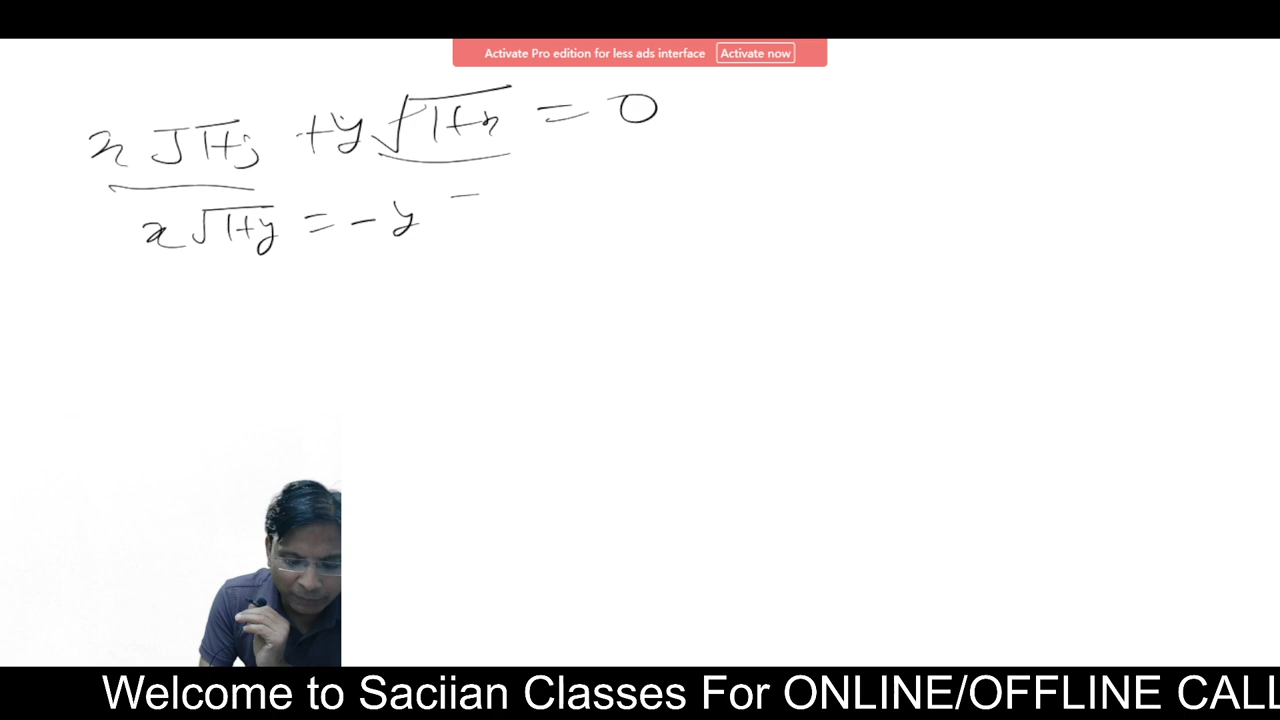 Activate Pro edition for less ads interface Activate now
x √1+y + y √1+x = 0
x √1+y = - y
Welcome to Saciian Classes For ONLINE/OFFLINE CALL